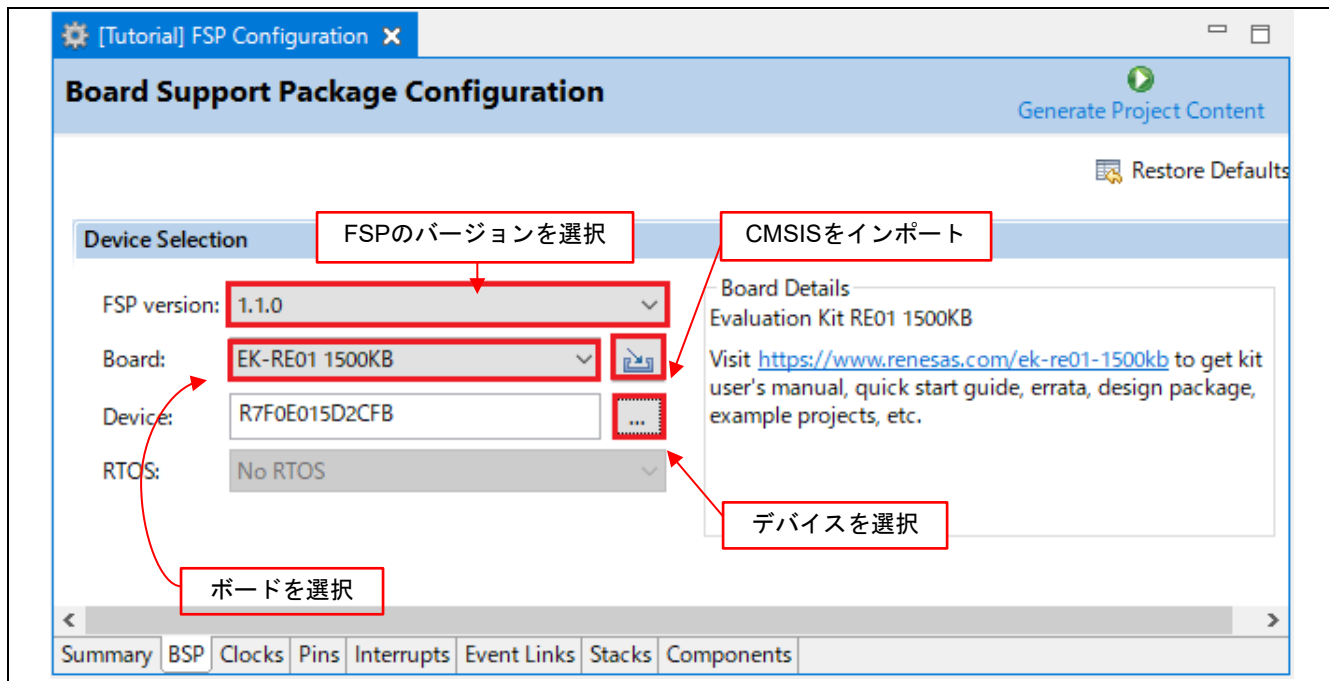 [Tutorial] FSP Configuration
Board Support Package Configuration
Generate Project Content
Restore Defaults
Device Selection
FSPのバージョンを選択
CMSISをインポート
FSP version: 1.1.0
Board: EK-RE01 1500KB
Device: R7F0E015D2CFB
...
RTOS: No RTOS
Board Details
Evaluation Kit RE01 1500KB
Visit https://www.renesas.com/ek-re01-1500kb to get kit
user's manual, quick start guide, errata, design package,
example projects, etc.
デバイスを選択
ボードを選択
Summary BSP Clocks Pins Interrupts Event Links Stacks Components